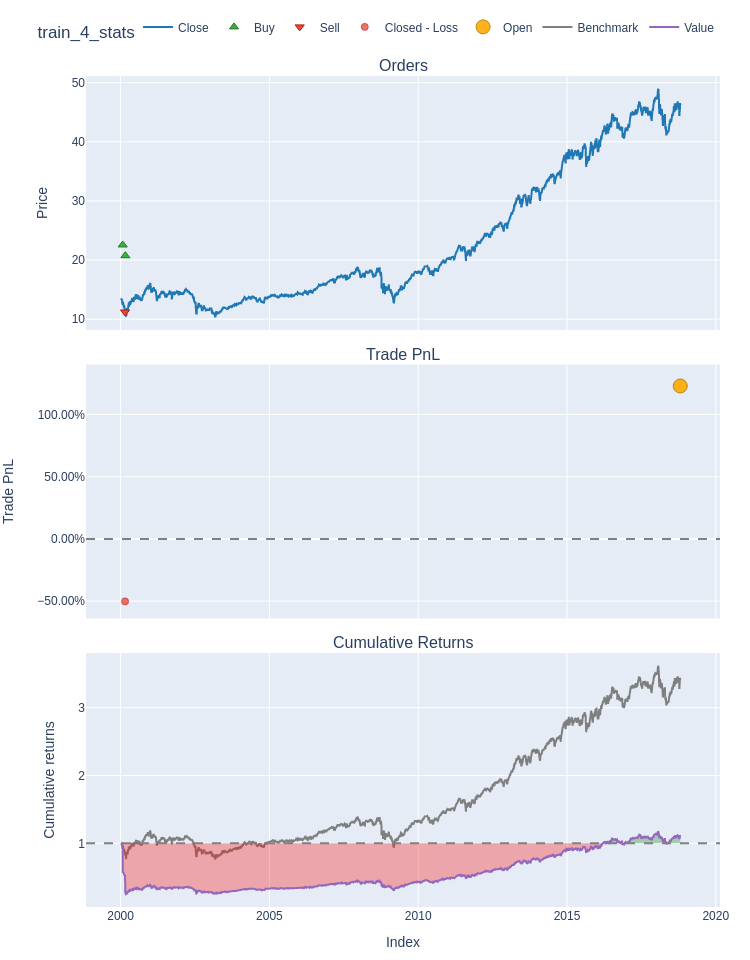 train_4_stats
Close
Buy
Sell
Closed - Loss
Open
Benchmark
Value
Orders
50
40
30
20
10
Price
Trade PnL
100.00%
50.00%
0.00%
−50.00%
Trade PnL
Cumulative Returns
3
2
1
Cumulative returns
2000
2005
2010
2015
2020
Index